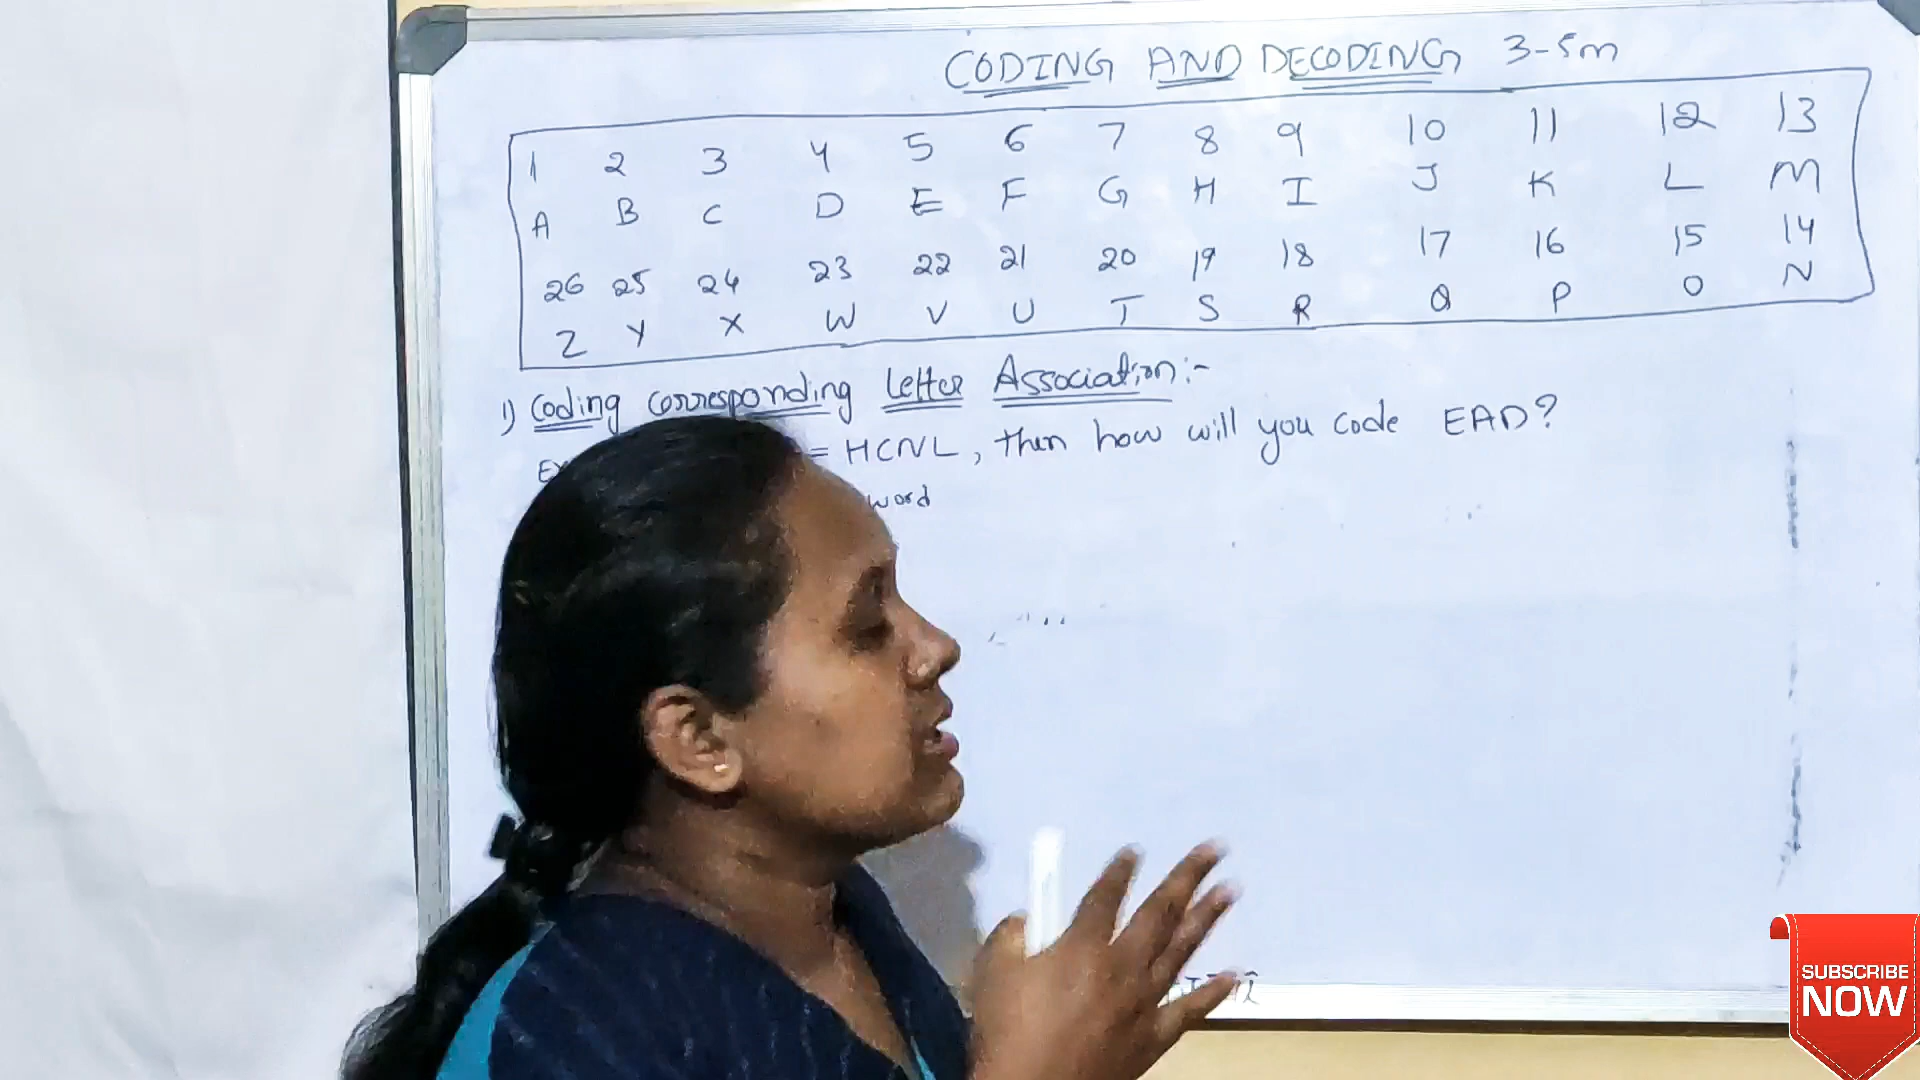 CODING AND DECODING 3-5m
1 2 3 4 5 6 7 8 9 10 11 12 13
A B C D E F G H I J K L M
26 25 24 23 22 21 20 19 18 17 16 15 14
Z Y X W V U T S R Q P O N
1) Coding corresponding Letter Association:-
= HCNL, then how will you code EAD?
word
SUBSCRIBE
NOW